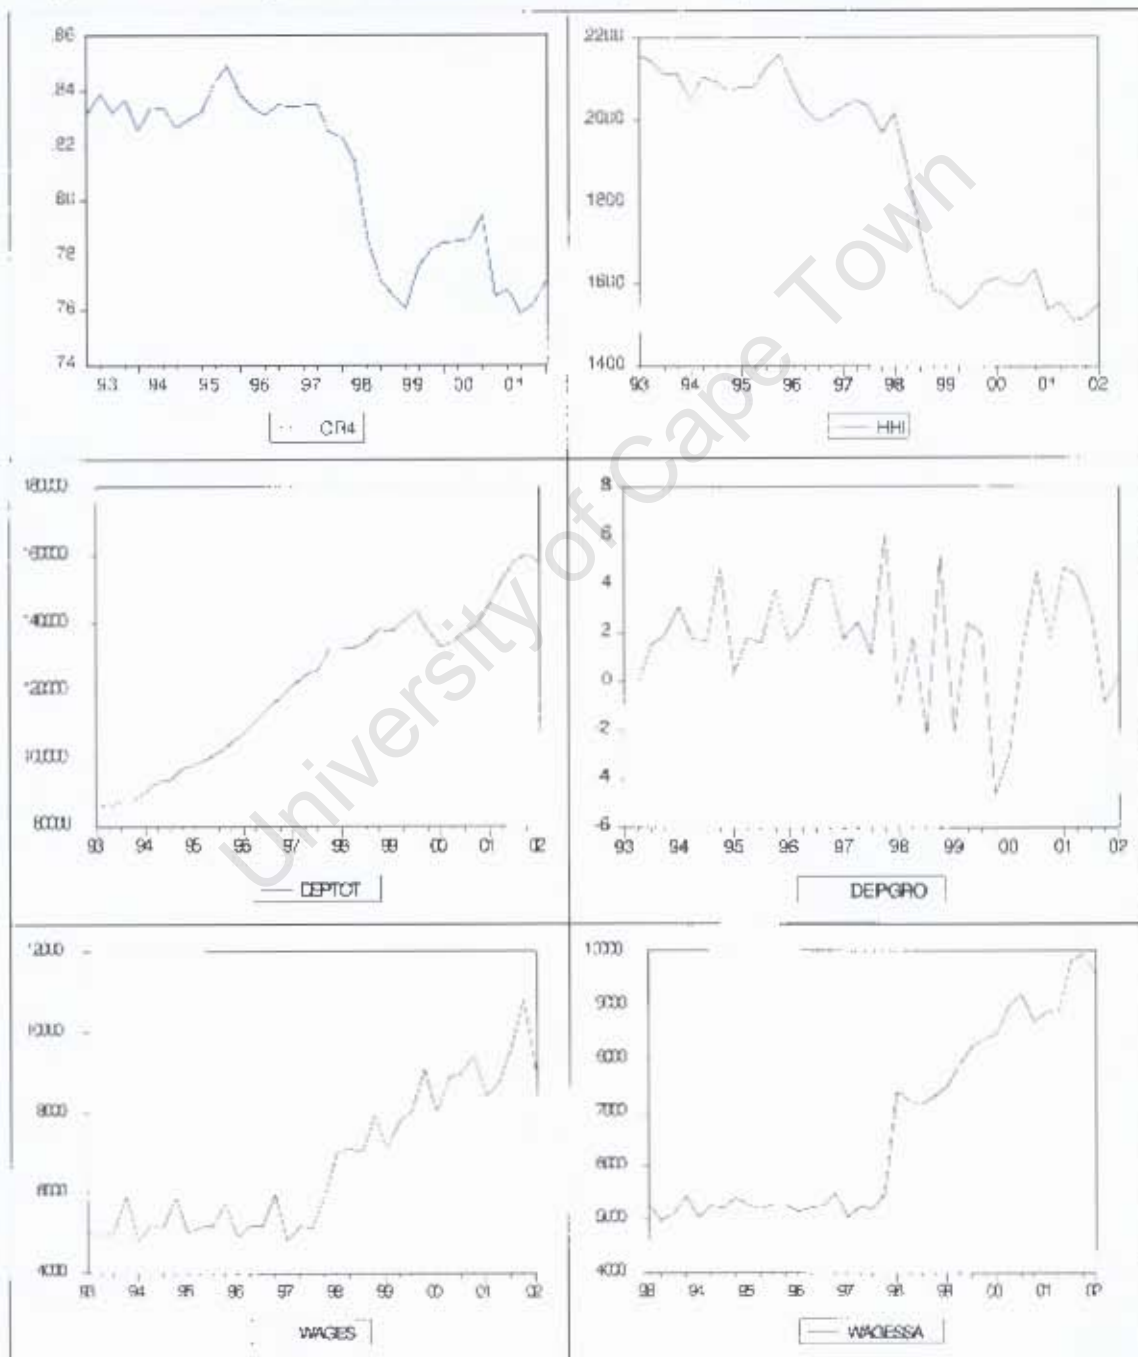 .86
.84
.82
.80
.78
.76
.74
93 94 95 96 97 98 99 00 01
CR4
2200
2000
1800
1600
1400
93 94 95 96 97 98 99 00 01 02
HHI
180000
160000
140000
120000
100000
80000
93 94 95 96 97 98 99 00 01 02
DEPTOT
8
6
4
2
0
-2
-4
-6
93 94 95 96 97 98 99 00 01 02
DEPGRO
12000
10000
8000
6000
4000
93 94 95 96 97 98 99 00 01 02
WAGES
10000
9000
8000
7000
6000
5000
4000
93 94 95 96 97 98 99 00 01 02
WAGESSA
University of Cape Town